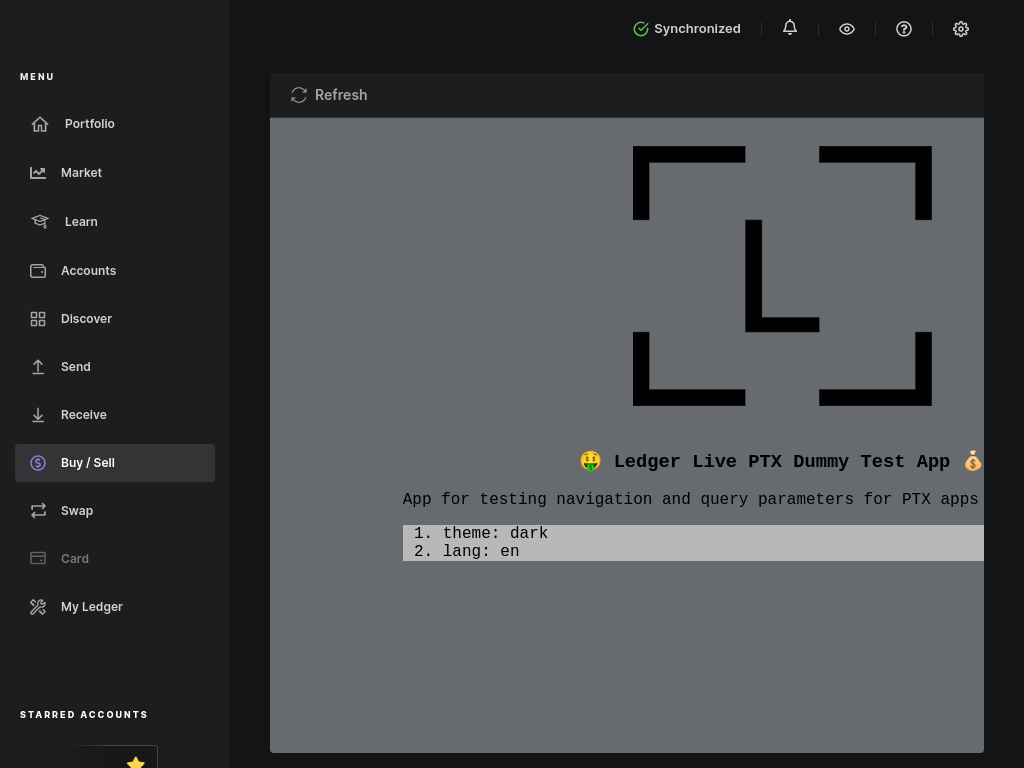 Synchronized
MENU
Portfolio
Market
Learn
Accounts
Discover
Send
Receive
Buy / Sell
Swap
Card
My Ledger
STARRED ACCOUNTS
Refresh
🤑 Ledger Live PTX Dummy Test App 💰
App for testing navigation and query parameters for PTX apps
1. theme: dark
2. lang: en